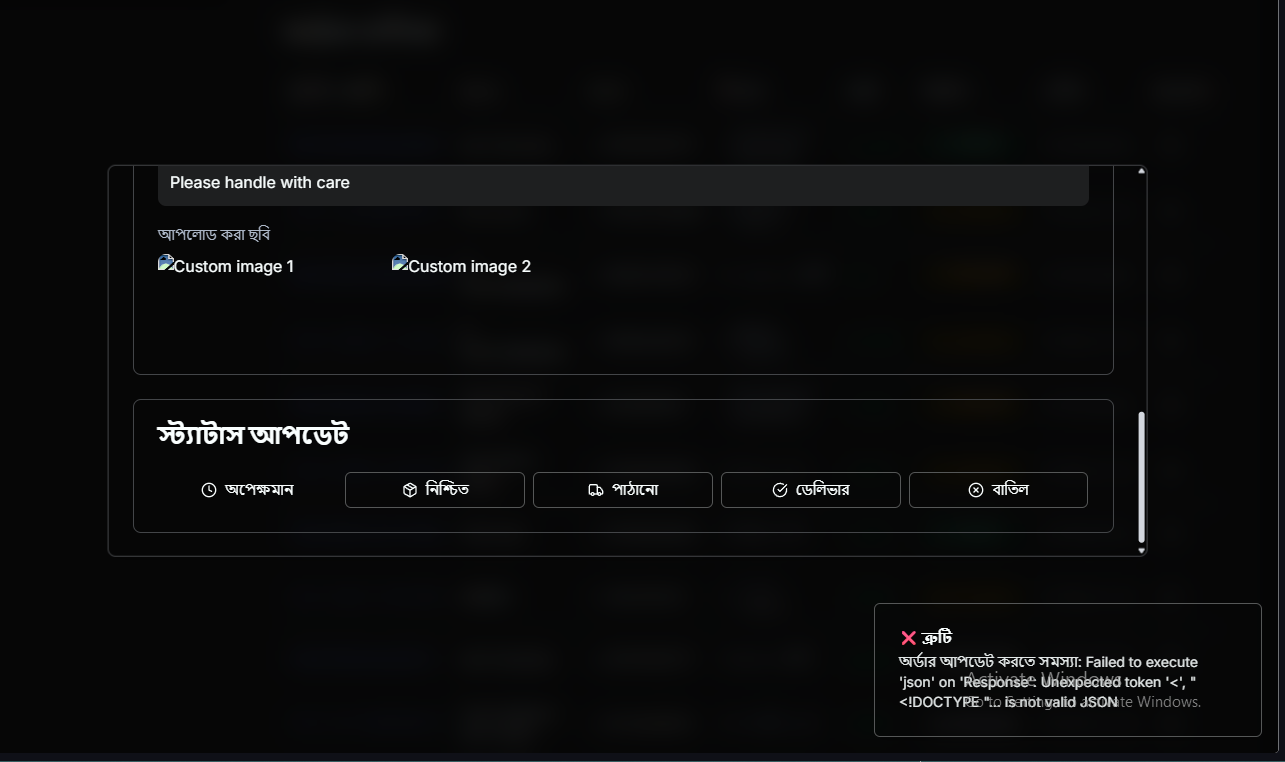 Please handle with care
আপলোড করা ছবি
Custom image 1
Custom image 2
স্ট্যাটাস আপডেট
অপেক্ষমান
নিশ্চিত
পাঠানো
ডেলিভার
বাতিল
❌ ত্রুটি
অর্ডার আপডেট করতে সমস্যা: Failed to execute
'json' on 'Response': Unexpected token '<', "
<!DOCTYPE "... is not valid JSON
Activate Windows
Go to Settings to activate Windows.